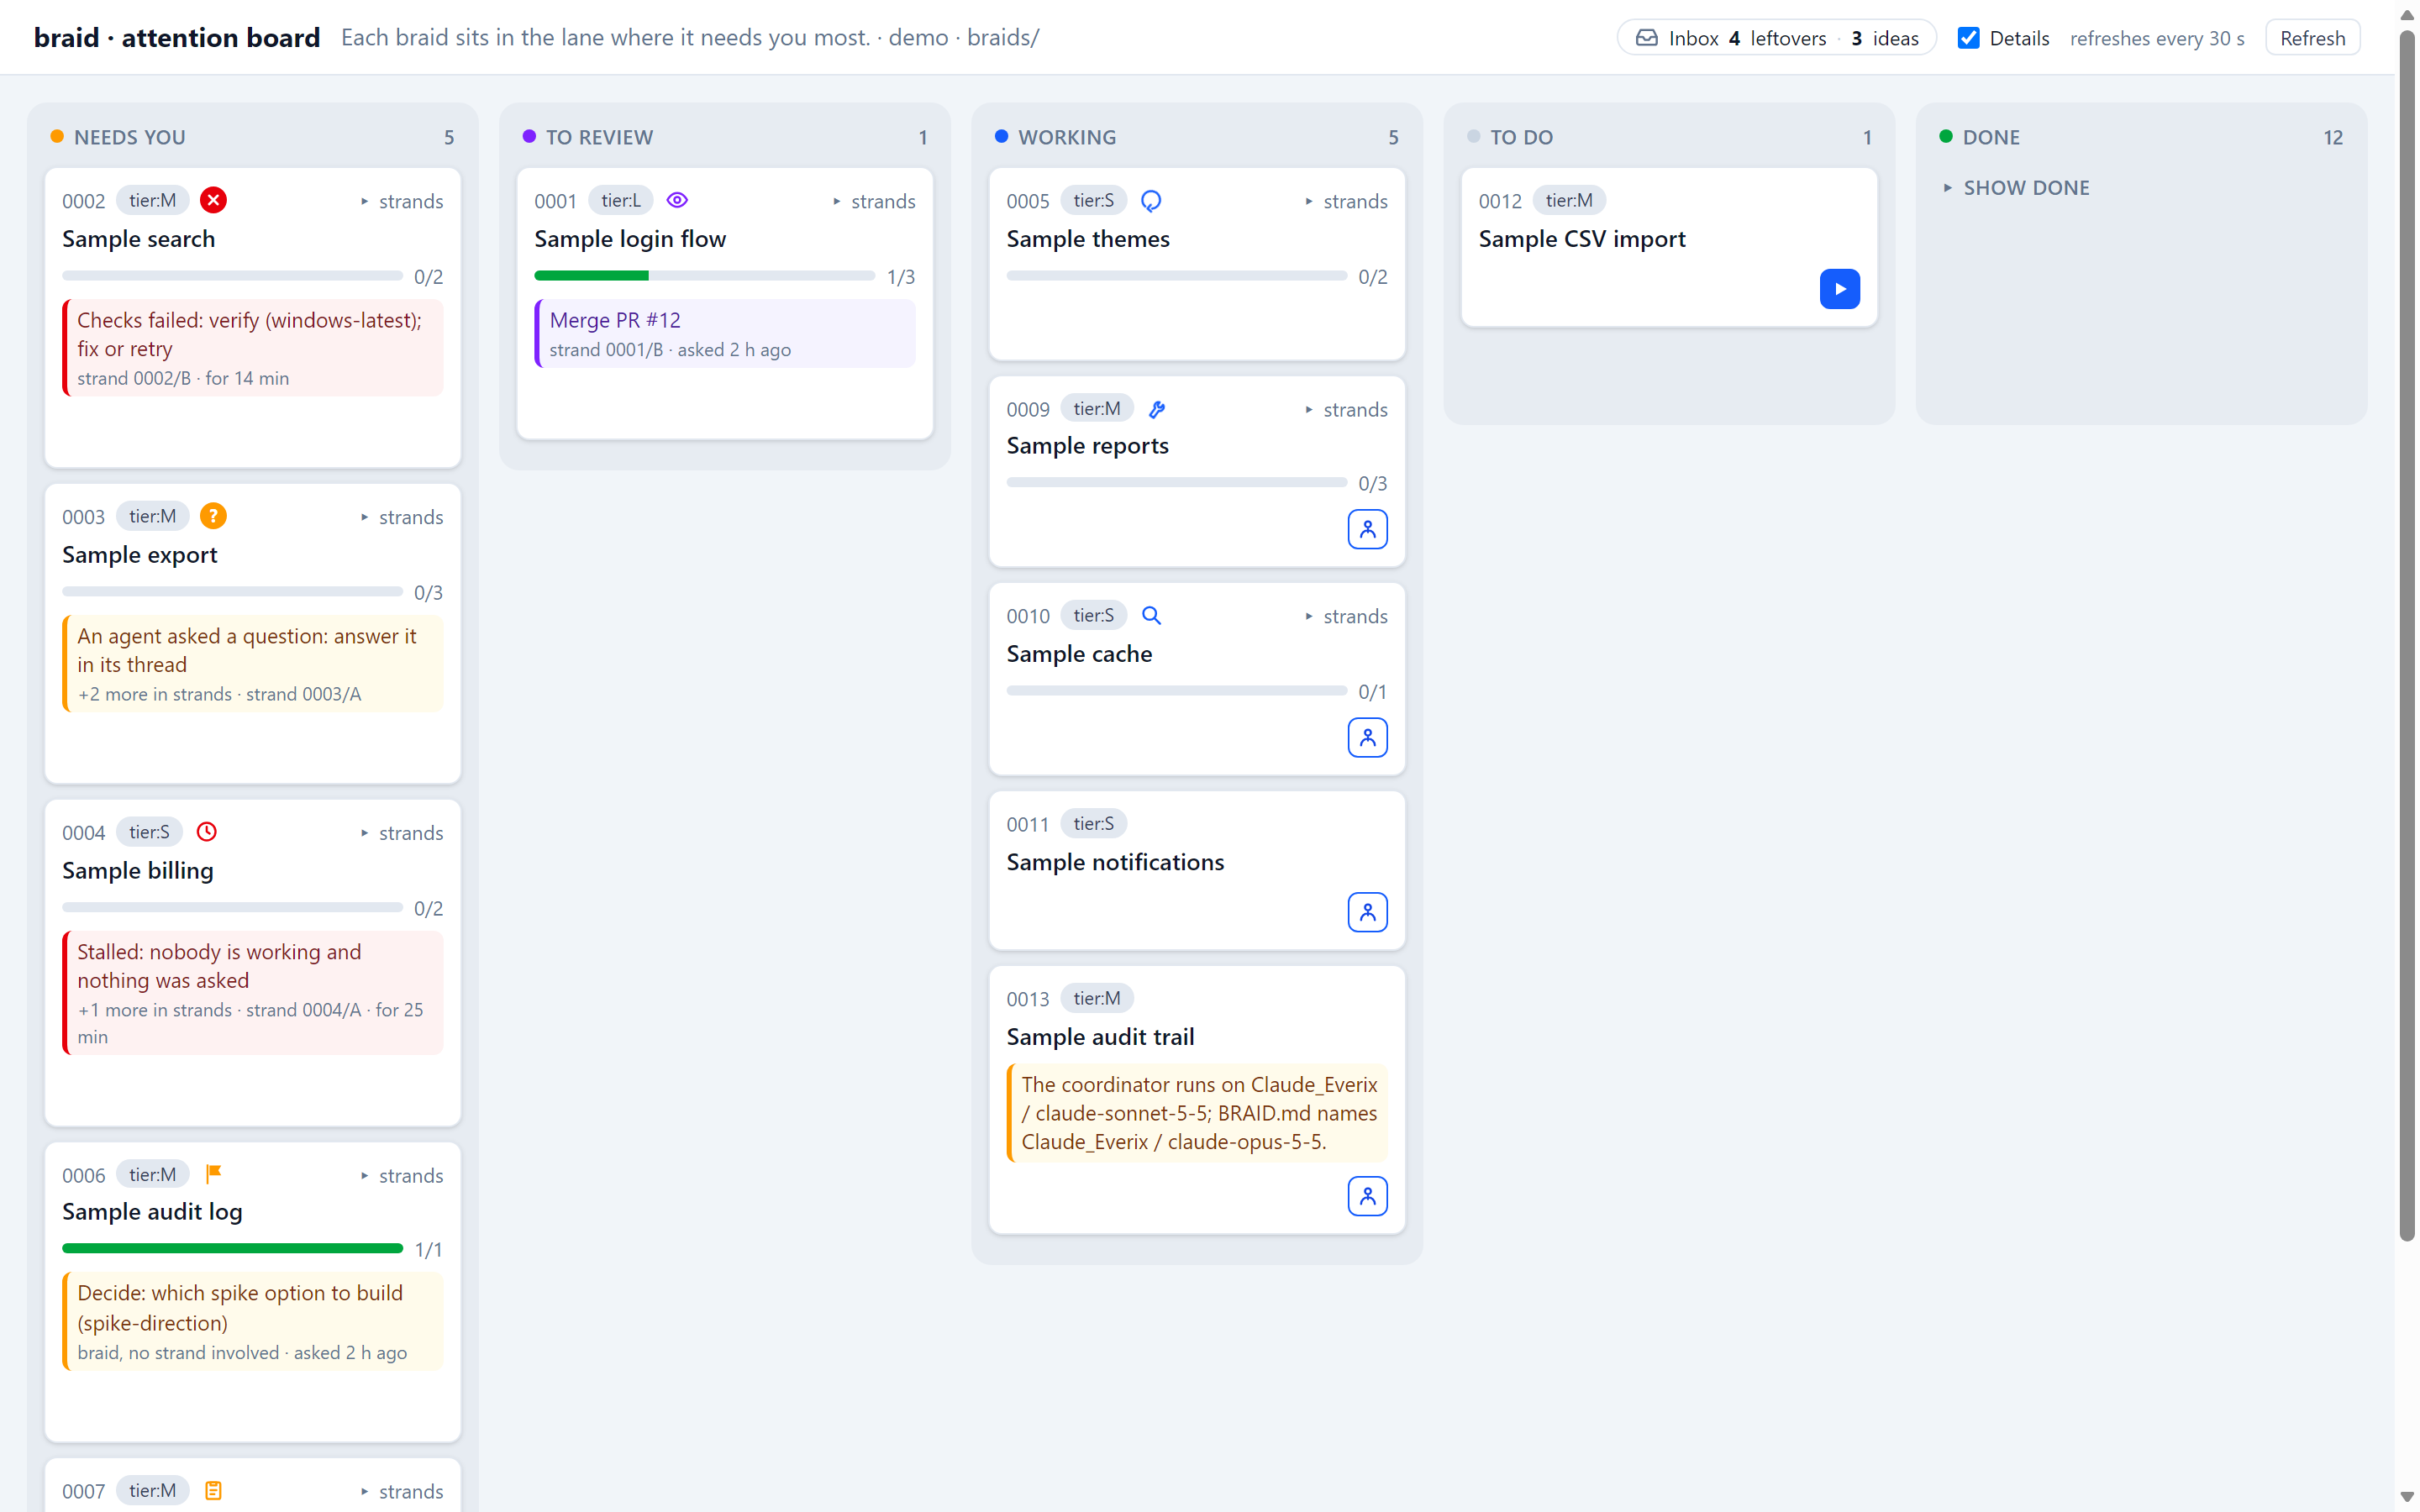 braid · attention board
Each braid sits in the lane where it needs you most. · demo · braids/
Inbox 4 leftovers · 3 ideas
Details
refreshes every 30 s
Refresh
NEEDS YOU 5
0002 tier:M strands
Sample search
0/2
Checks failed: verify (windows-latest);
fix or retry
strand 0002/B · for 14 min
0003 tier:M ? strands
Sample export
0/3
An agent asked a question: answer it
in its thread
+2 more in strands · strand 0003/A
0004 tier:S strands
Sample billing
0/2
Stalled: nobody is working and
nothing was asked
+1 more in strands · strand 0004/A · for 25
min
0006 tier:M strands
Sample audit log
1/1
Decide: which spike option to build
(spike-direction)
braid, no strand involved · asked 2 h ago
0007 tier:M strands
TO REVIEW 1
0001 tier:L strands
Sample login flow
1/3
Merge PR #12
strand 0001/B · asked 2 h ago
WORKING 5
0005 tier:S strands
Sample themes
0/2
0009 tier:M strands
Sample reports
0/3
0010 tier:S strands
Sample cache
0/1
0011 tier:S
Sample notifications
0013 tier:M
Sample audit trail
The coordinator runs on Claude_Everix
/ claude-sonnet-5-5; BRAID.md names
Claude_Everix / claude-opus-5-5.
TO DO 1
0012 tier:M
Sample CSV import
DONE 12
SHOW DONE